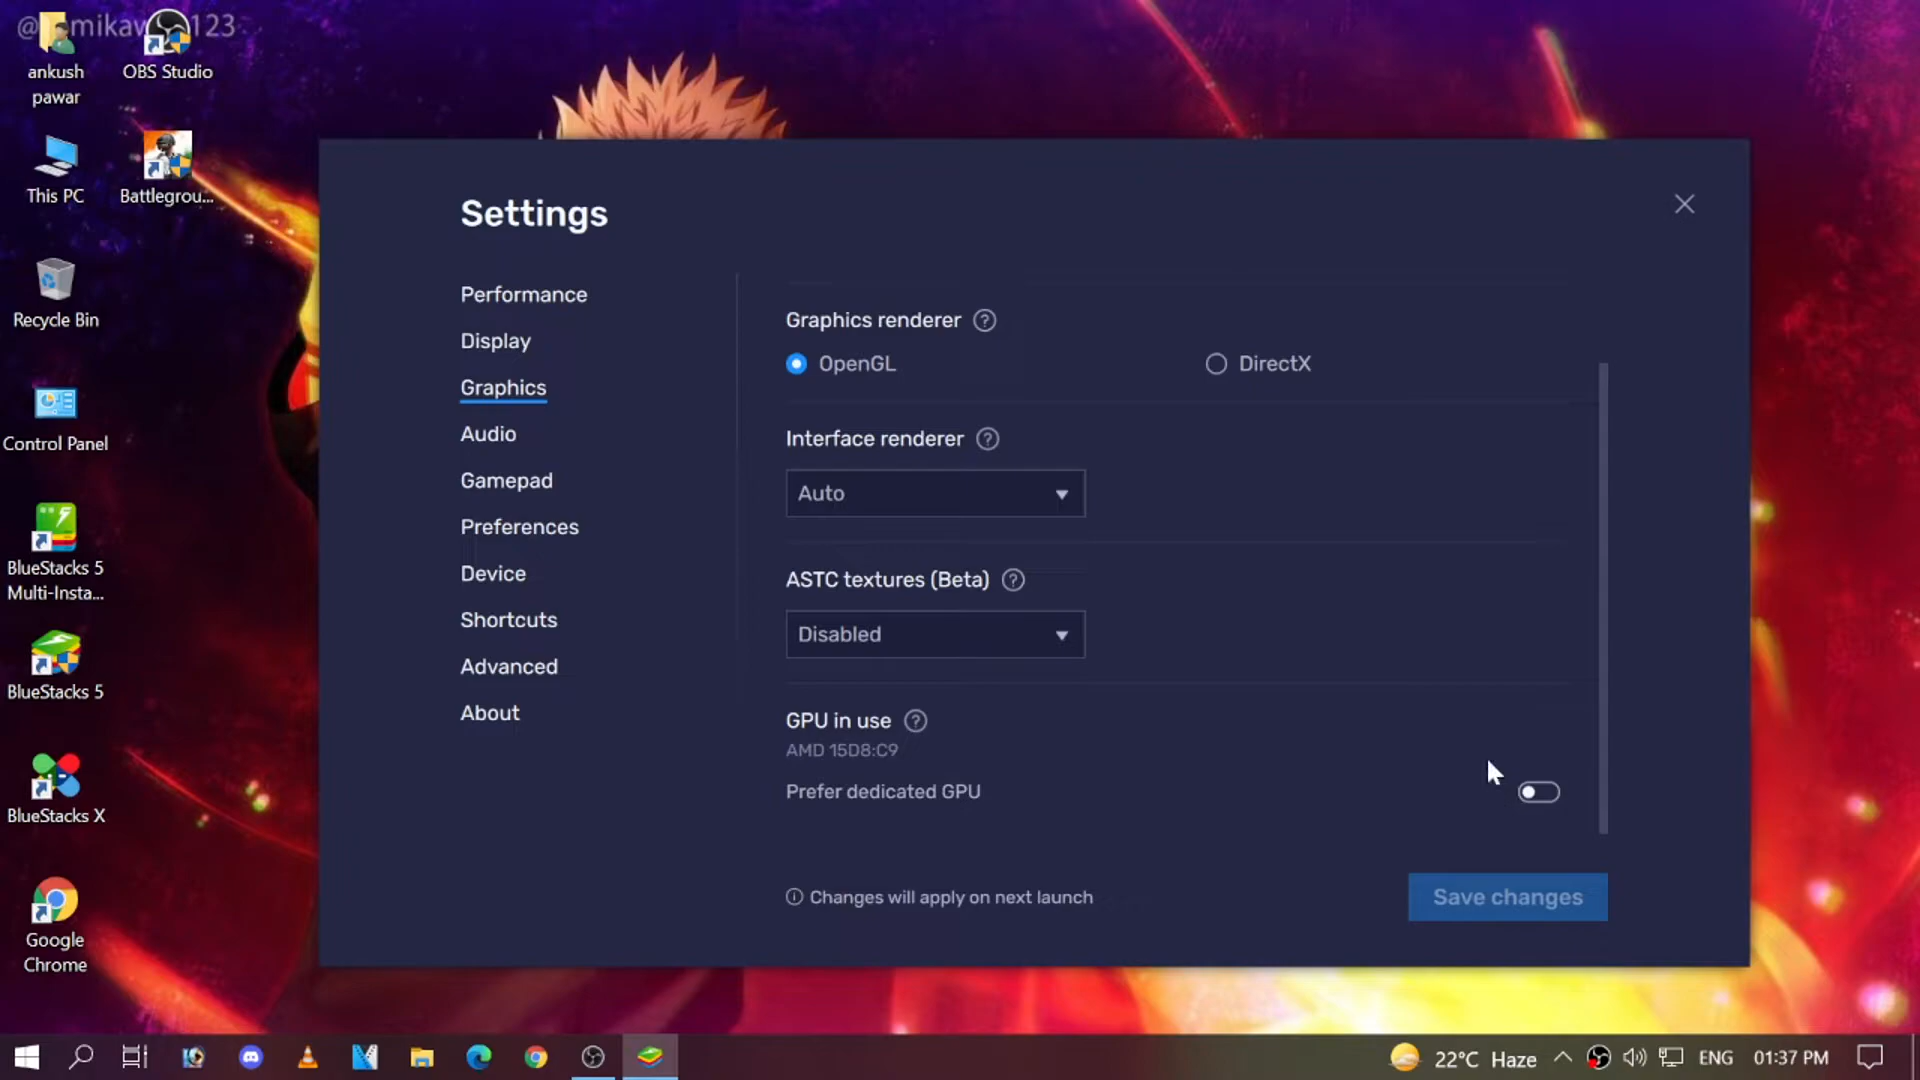 ankush
pawar
OBS Studio
This PC
Battlegrou...
Recycle Bin
Control Panel
BlueStacks 5
Multi-Insta...
BlueStacks 5
BlueStacks X
Google
Chrome
Settings
Performance
Display
Graphics
Audio
Gamepad
Preferences
Device
Shortcuts
Advanced
About
Graphics renderer
OpenGL
DirectX
Interface renderer
Auto
ASTC textures (Beta)
Disabled
GPU in use
AMD 15D8:C9
Prefer dedicated GPU
Changes will apply on next launch
Save changes
22°C Haze
ENG
01:37 PM